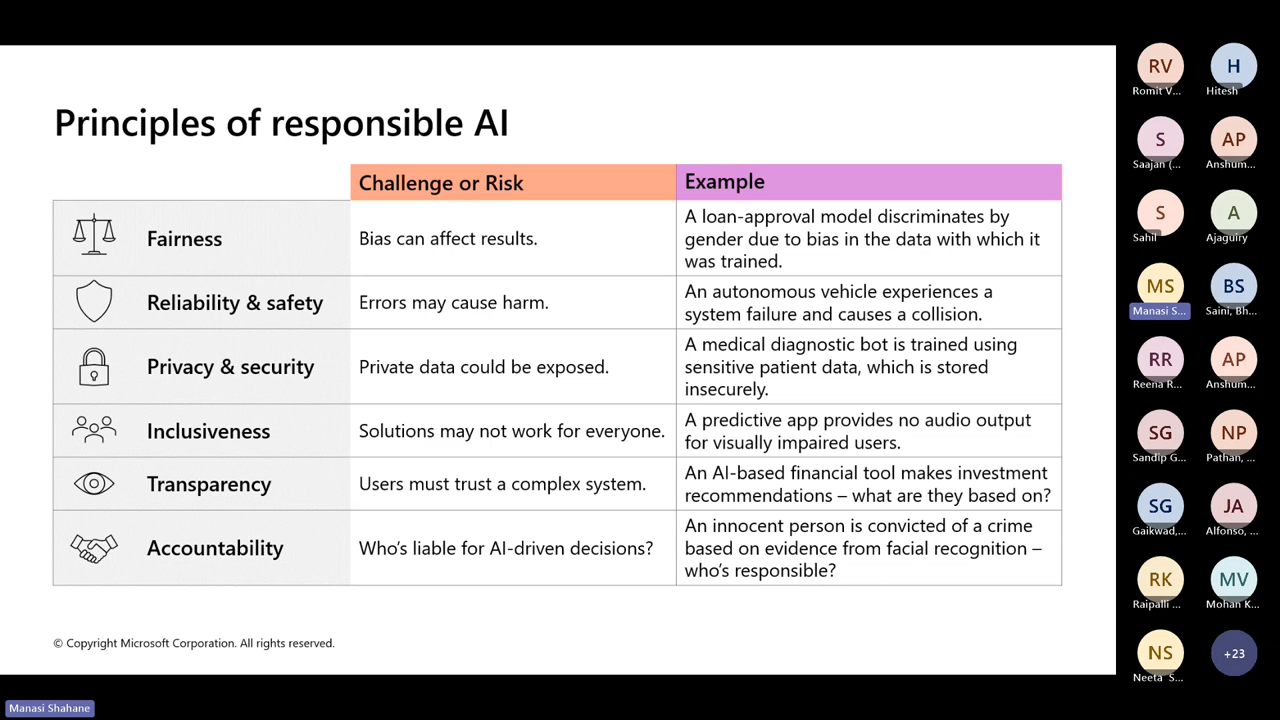 Principles of responsible AI
Challenge or Risk
Example
Fairness
Bias can affect results.
A loan-approval model discriminates by
gender due to bias in the data with which it
was trained.
Reliability & safety
Errors may cause harm.
An autonomous vehicle experiences a
system failure and causes a collision.
Privacy & security
Private data could be exposed.
A medical diagnostic bot is trained using
sensitive patient data, which is stored
insecurely.
Inclusiveness
Solutions may not work for everyone.
A predictive app provides no audio output
for visually impaired users.
Transparency
Users must trust a complex system.
An AI-based financial tool makes investment
recommendations – what are they based on?
Accountability
Who's liable for AI-driven decisions?
An innocent person is convicted of a crime
based on evidence from facial recognition –
who's responsible?
© Copyright Microsoft Corporation. All rights reserved.
Manasi Shahane
RV
Romit V...
H
Hitesh
S
Saajan (...
AP
Anshum...
S
Sahil
A
Ajaguiry
MS
Manasi S...
BS
Saini, Bh...
RR
Reena R...
AP
Anshum...
SG
Sandip G...
NP
Pathan, ...
SG
Gaikwad,...
JA
Alfonso, ...
RK
Raipalli ...
MV
Mohan K...
NS
Neeta S...
+23